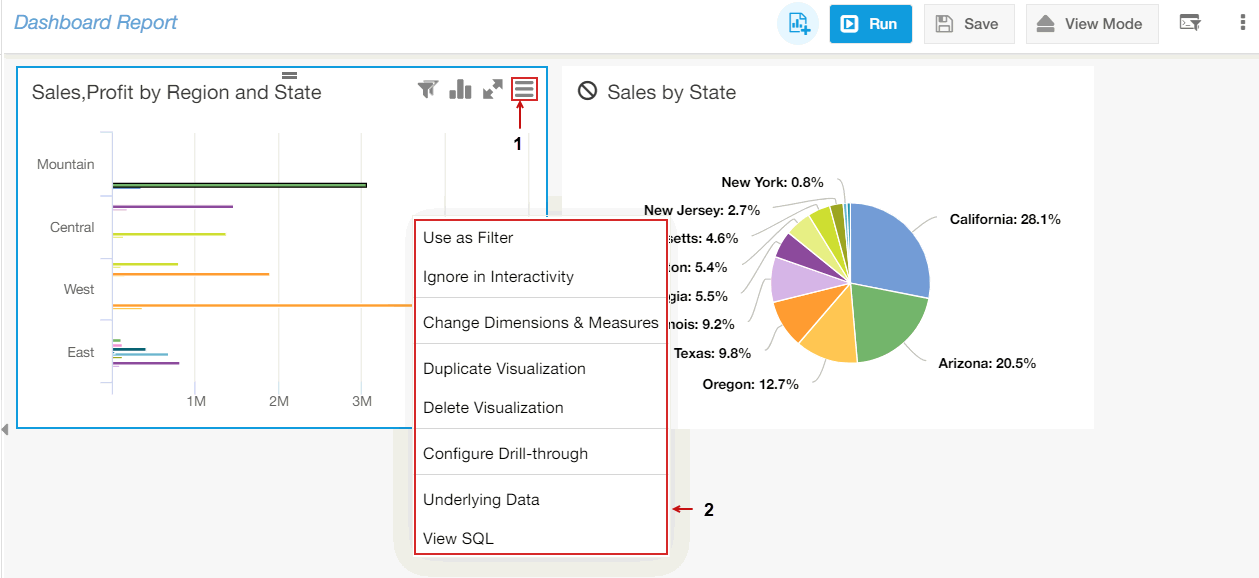 Dashboard Report
Run
Save
View Mode
Sales,Profit by Region and State
1
Mountain
Central
West
East
1M
2M
3M
Sales by State
New York: 0.8%
New Jersey: 2.7%
setts: 4.6%
ton: 5.4%
gia: 5.5%
nois: 9.2%
Texas: 9.8%
Oregon: 12.7%
California: 28.1%
Arizona: 20.5%
Use as Filter
Ignore in Interactivity
Change Dimensions & Measures
Duplicate Visualization
Delete Visualization
Configure Drill-through
Underlying Data
View SQL
2